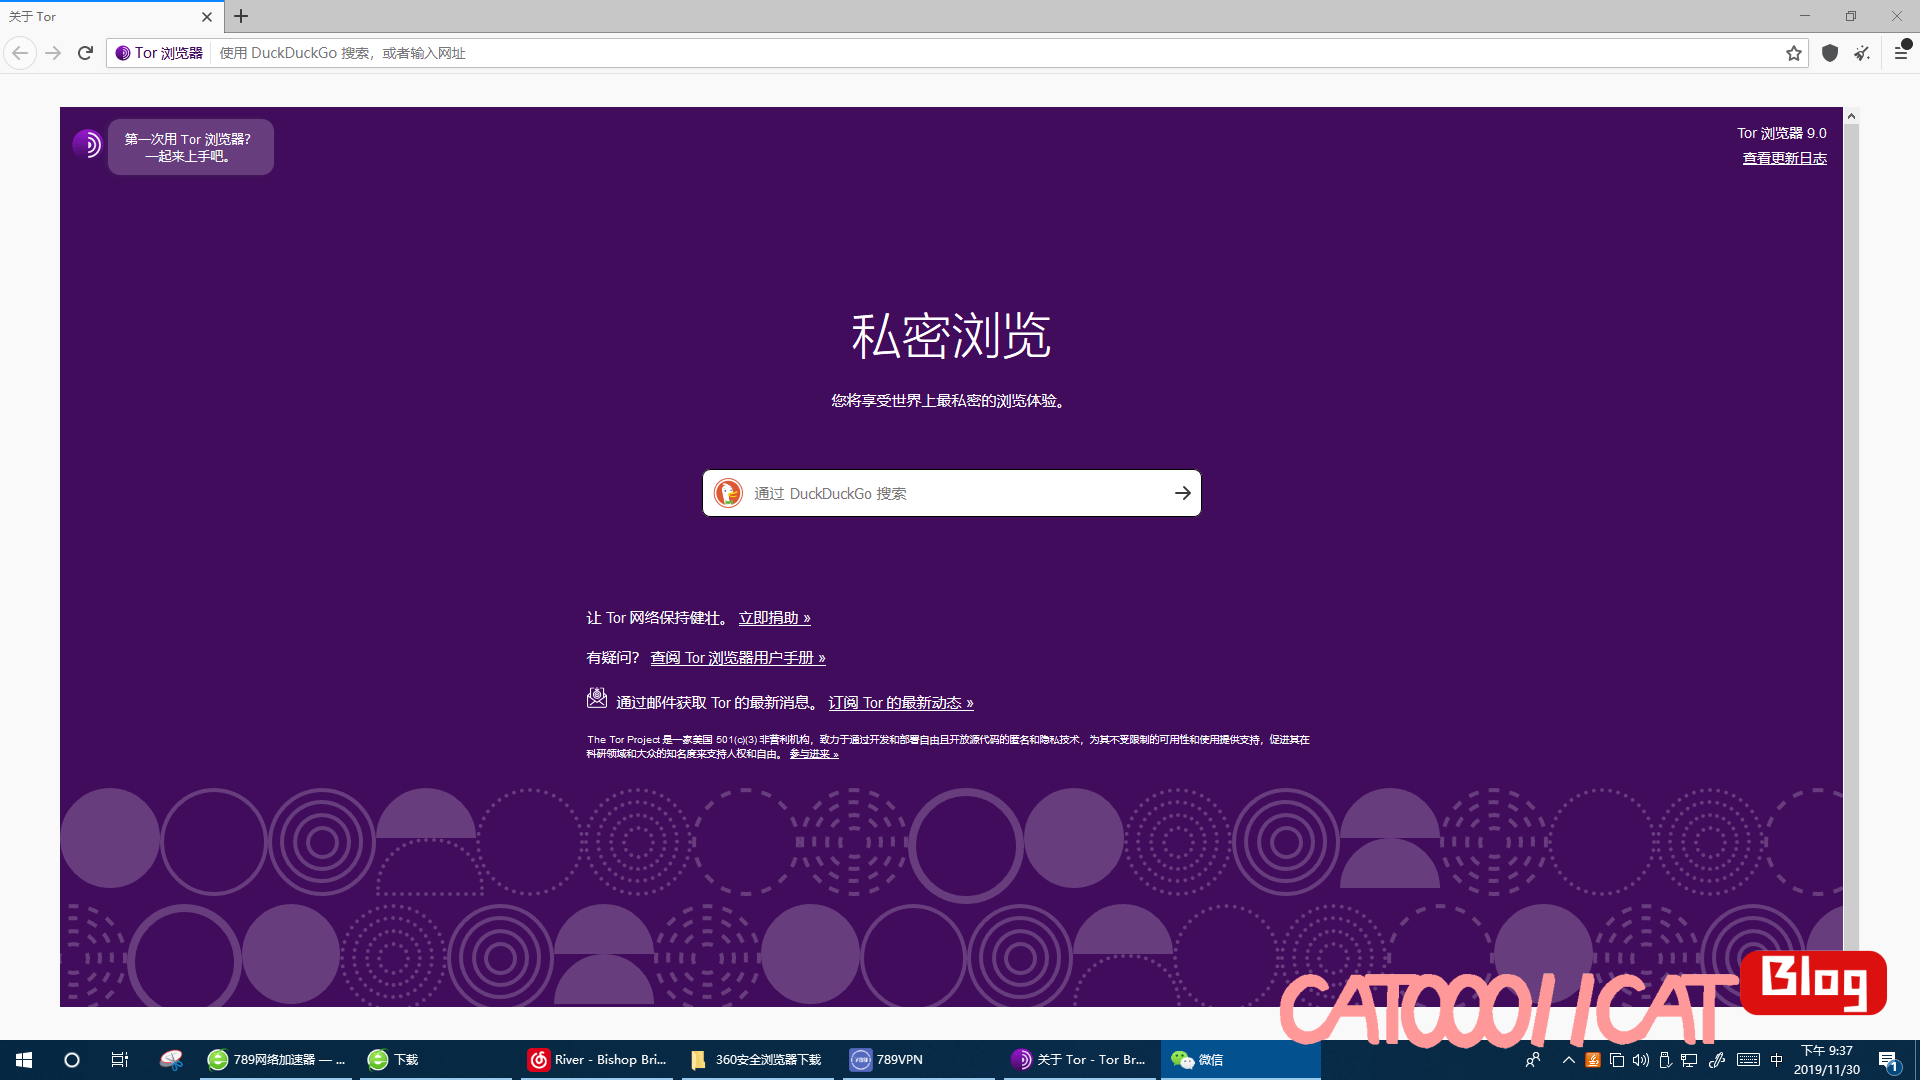 关于 Tor
Tor 浏览器
使用 DuckDuckGo 搜索，或者输入网址
第一次用 Tor 浏览器?
一起来上手吧。
Tor 浏览器 9.0
查看更新日志
私密浏览
您将享受世界上最私密的浏览体验。
通过 DuckDuckGo 搜索
让 Tor 网络保持健壮。 立即捐助 »
有疑问? 查阅 Tor 浏览器用户手册 »
通过邮件获取 Tor 的最新消息。 订阅 Tor 的最新动态 »
The Tor Project 是一家美国 501(c)(3) 非营利机构，致力于通过开发和部署自由且开放源代码的匿名和隐私技术，为其不受限制的可用性和使用提供支持，促进其在
科研领域和大众的知名度来支持人权和自由。 参与进来 »
CATOOO//CAT Blog
789网络加速器 — ...
下载
River - Bishop Bri...
360安全浏览器下载
789VPN
关于 Tor - Tor Br...
微信
中
下午 9:37
2019/11/30
1